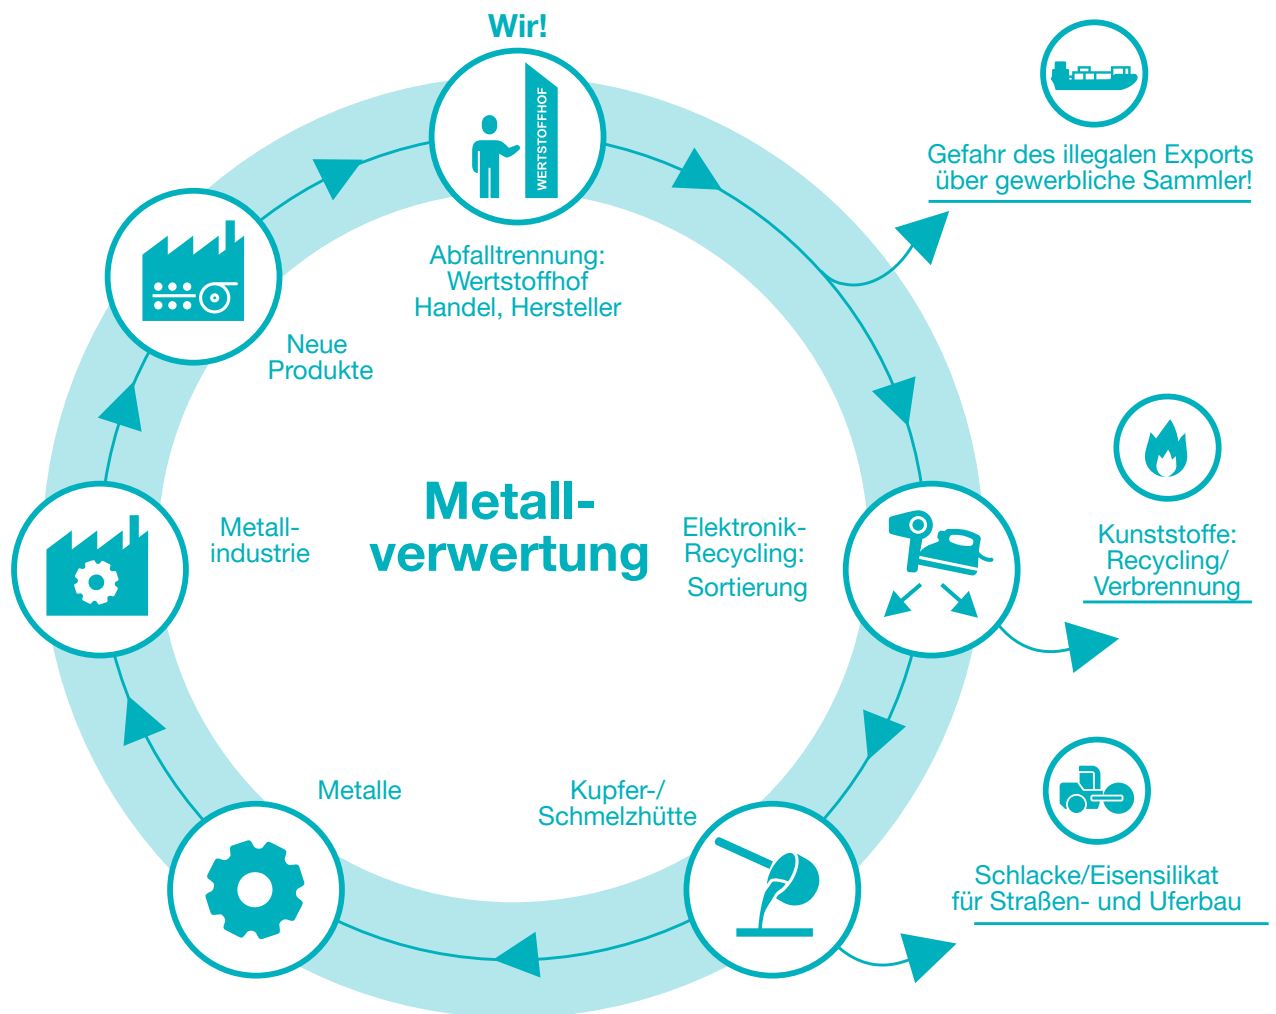 Wir!
WERTSTOFFHOF
Abfalltrennung:
Wertstoffhof
Handel, Hersteller
Gefahr des illegalen Exports
über gewerbliche Sammler!
Neue
Produkte
Metall-
verwertung
Metall-
industrie
Elektronik-
Recycling:
Sortierung
Kunststoffe:
Recycling/
Verbrennung
Metalle
Kupfer-/
Schmelzhütte
Schlacke/Eisensilikat
für Straßen- und Uferbau